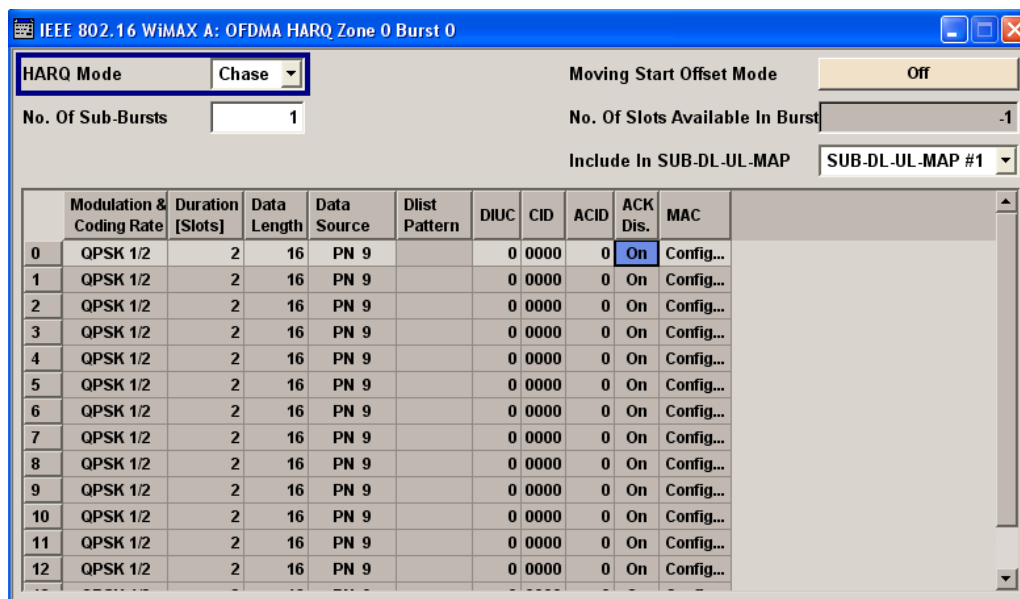 IEEE 802.16 WiMAX A: OFDMA HARQ Zone 0 Burst 0
HARQ Mode Chase Moving Start Offset Mode Off
No. Of Sub-Bursts 1 No. Of Slots Available In Burst -1
Include In SUB-DL-UL-MAP SUB-DL-UL-MAP #1
Modulation & Duration Data Data Dlist DIUC CID ACID ACK MAC
Coding Rate [Slots] Length Source Pattern Dis.
0 QPSK 1/2 2 16 PN 9 0 0000 0 On Config...
1 QPSK 1/2 2 16 PN 9 0 0000 0 On Config...
2 QPSK 1/2 2 16 PN 9 0 0000 0 On Config...
3 QPSK 1/2 2 16 PN 9 0 0000 0 On Config...
4 QPSK 1/2 2 16 PN 9 0 0000 0 On Config...
5 QPSK 1/2 2 16 PN 9 0 0000 0 On Config...
6 QPSK 1/2 2 16 PN 9 0 0000 0 On Config...
7 QPSK 1/2 2 16 PN 9 0 0000 0 On Config...
8 QPSK 1/2 2 16 PN 9 0 0000 0 On Config...
9 QPSK 1/2 2 16 PN 9 0 0000 0 On Config...
10 QPSK 1/2 2 16 PN 9 0 0000 0 On Config...
11 QPSK 1/2 2 16 PN 9 0 0000 0 On Config...
12 QPSK 1/2 2 16 PN 9 0 0000 0 On Config...